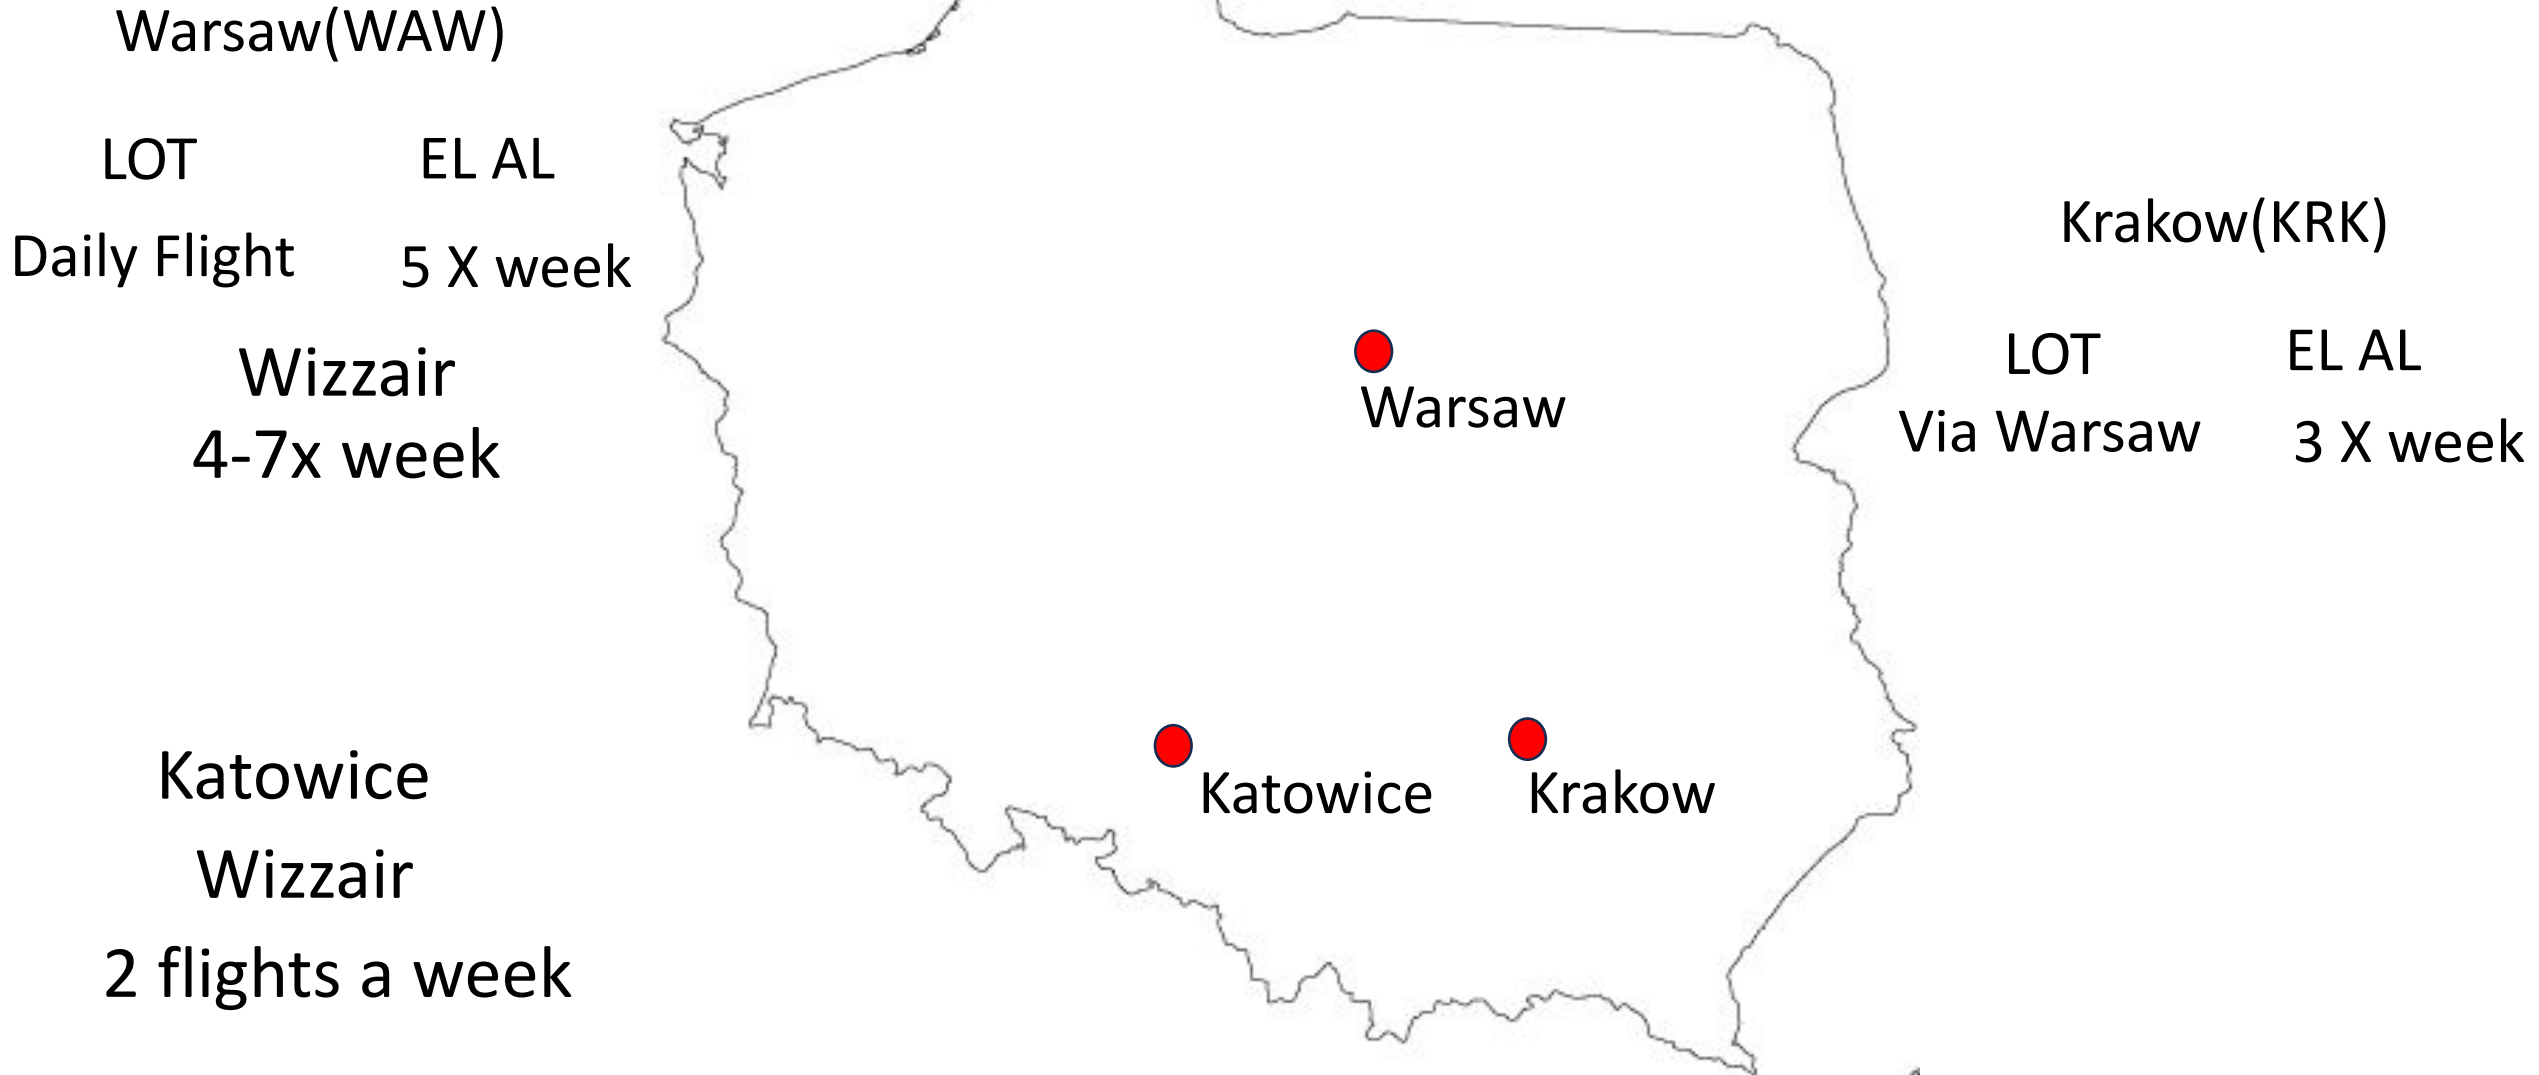 Warsaw(WAW)
LOT
EL AL
Daily Flight
5 X week
Wizzair
4-7x week
Katowice
Wizzair
2 flights a week
Warsaw
Katowice
Krakow
Krakow(KRK)
LOT
EL AL
Via Warsaw
3 X week